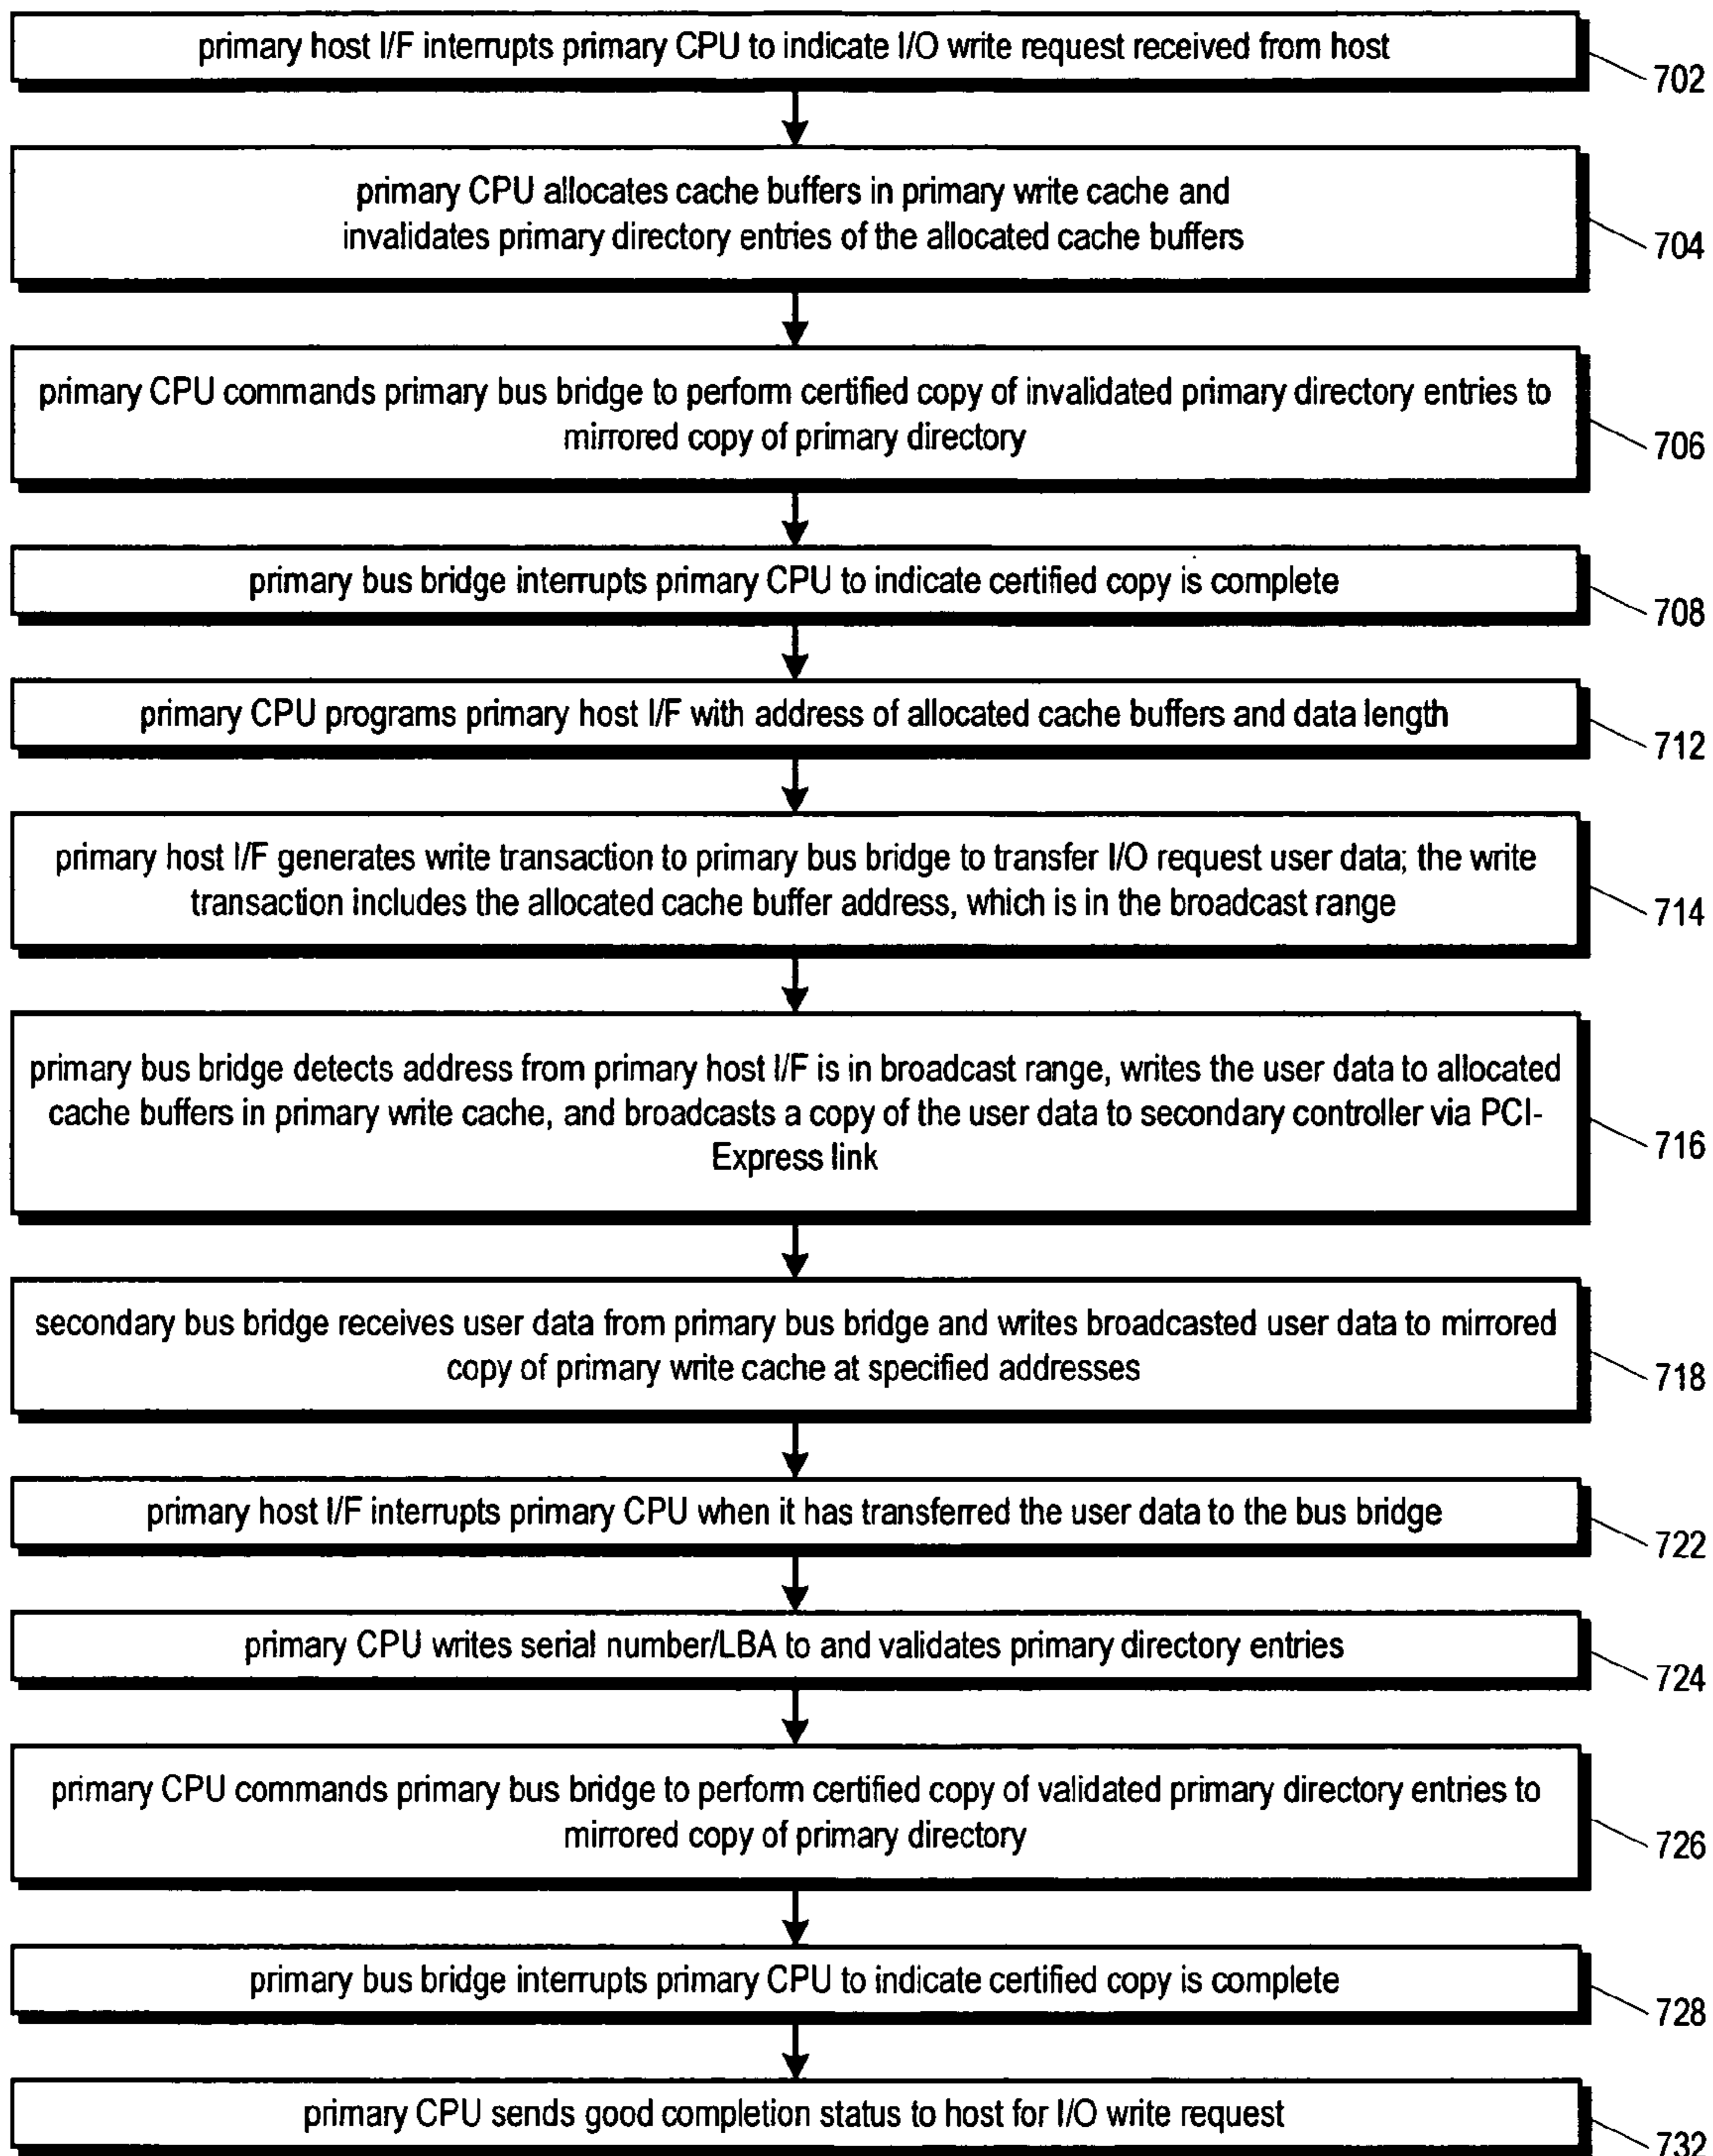 primary host I/F interrupts primary CPU to indicate I/O write request received from host
702
primary CPU allocates cache buffers in primary write cache and
invalidates primary directory entries of the allocated cache buffers
704
primary CPU commands primary bus bridge to perform certified copy of invalidated primary directory entries to
mirrored copy of primary directory
706
primary bus bridge interrupts primary CPU to indicate certified copy is complete
708
primary CPU programs primary host I/F with address of allocated cache buffers and data length
712
primary host I/F generates write transaction to primary bus bridge to transfer I/O request user data; the write
transaction includes the allocated cache buffer address, which is in the broadcast range
714
primary bus bridge detects address from primary host I/F is in broadcast range, writes the user data to allocated
cache buffers in primary write cache, and broadcasts a copy of the user data to secondary controller via PCI-
Express link
716
secondary bus bridge receives user data from primary bus bridge and writes broadcasted user data to mirrored
copy of primary write cache at specified addresses
718
primary host I/F interrupts primary CPU when it has transferred the user data to the bus bridge
722
primary CPU writes serial number/LBA to and validates primary directory entries
724
primary CPU commands primary bus bridge to perform certified copy of validated primary directory entries to
mirrored copy of primary directory
726
primary bus bridge interrupts primary CPU to indicate certified copy is complete
728
primary CPU sends good completion status to host for I/O write request
732